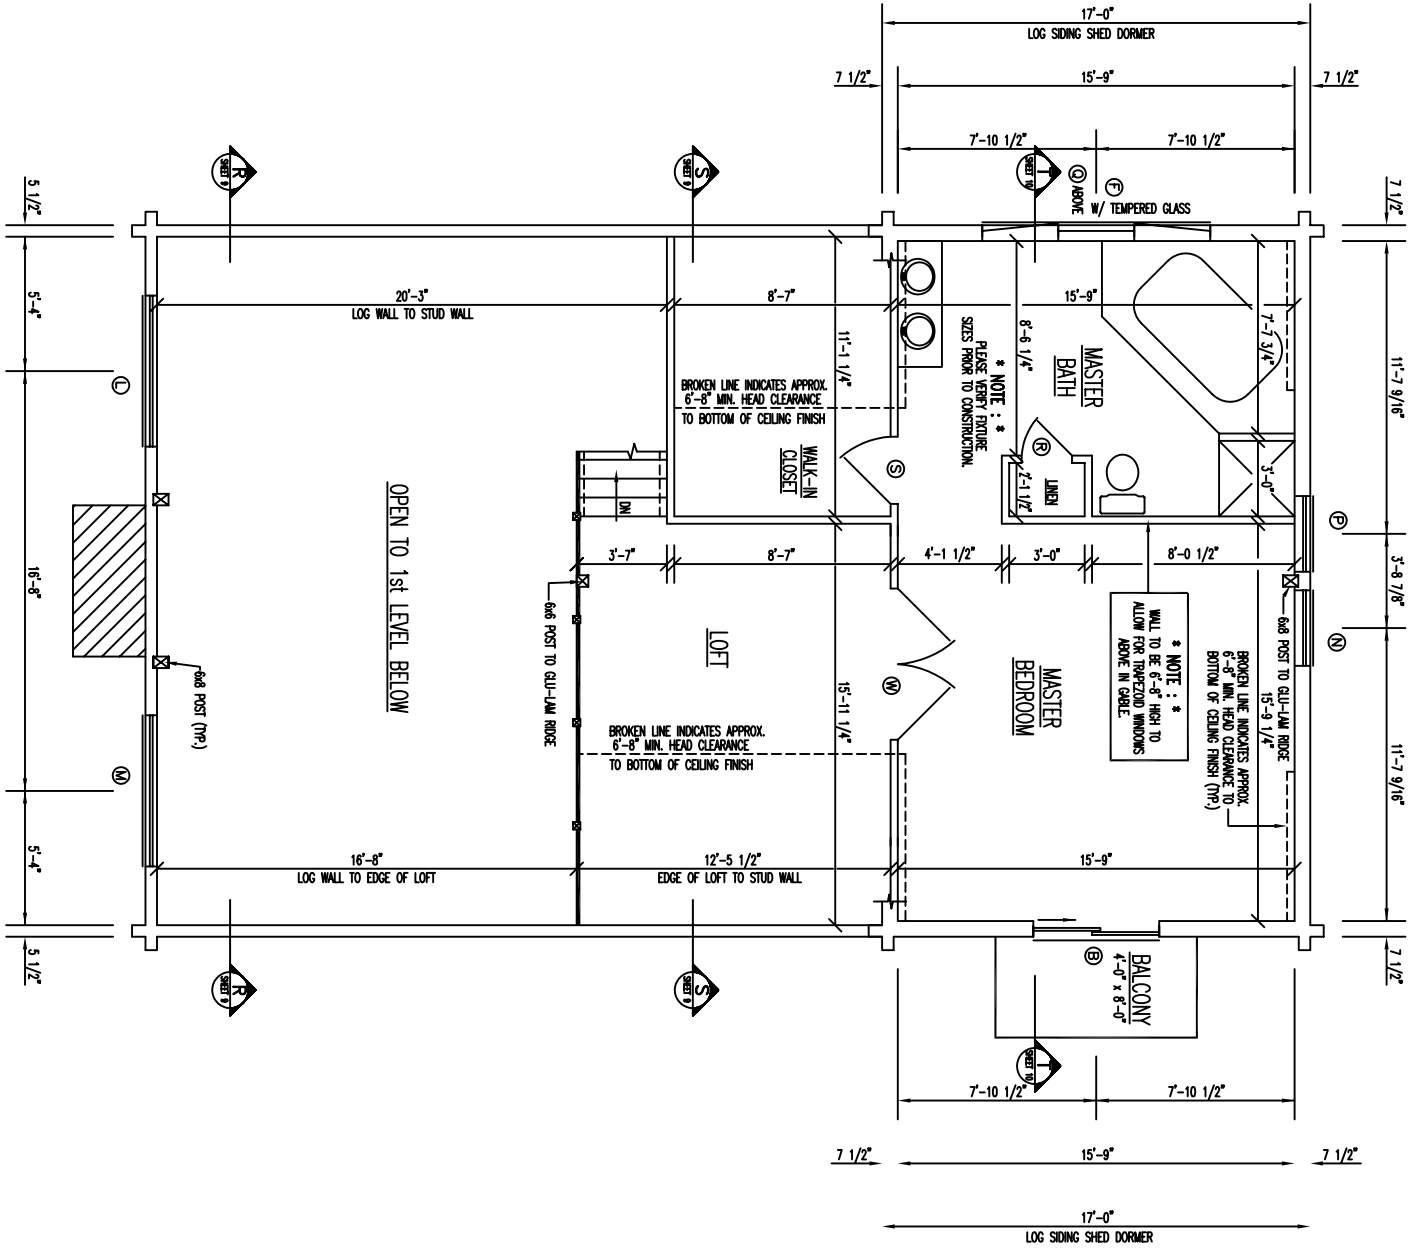 17'-0"
LOG SIDING SHED DORMER
7 1/2"
15'-9"
7 1/2"
7'-10 1/2"
7'-10 1/2"
R
SHEET 9
S
SHEET 9
T
SHEET 10
Q ABOVE
F
W/ TEMPERED GLASS
5 1/2"
7 1/2"
5'-4"
20'-3"
LOG WALL TO STUD WALL
8'-7"
15'-9"
11'-1 1/4"
8'-6 1/4"
7'-7 3/4"
11'-7 9/16"
MASTER
BATH
* NOTE : *
PLEASE VERIFY FIXTURE
SIZES PRIOR TO CONSTRUCTION.
BROKEN LINE INDICATES APPROX.
6'-8" MIN. HEAD CLEARANCE
TO BOTTOM OF CEILING FINISH
L
WALK-IN
CLOSET
S
R
LINEN
2'-1 1/2"
3'-0"
DN
P
OPEN TO 1st LEVEL BELOW
16'-8"
3'-7"
8'-7"
4'-1 1/2"
3'-0"
8'-0 1/2"
3'-8 7/8"
6x6 POST TO GLU-LAM RIDGE
LOFT
W
MASTER
BEDROOM
* NOTE : *
WALL TO BE 6'-8" HIGH TO
ALLOW FOR TRAPEZOID WINDOWS
ABOVE IN GABLE.
6x8 POST TO GLU-LAM RIDGE
15'-9 1/4"
BROKEN LINE INDICATES APPROX.
6'-8" MIN. HEAD CLEARANCE TO
BOTTOM OF CEILING FINISH (TYP.)
N
6x8 POST (TYP.)
15'-11 1/4"
BROKEN LINE INDICATES APPROX.
6'-8" MIN. HEAD CLEARANCE
TO BOTTOM OF CEILING FINISH
M
11'-7 9/16"
5'-4"
16'-8"
LOG WALL TO EDGE OF LOFT
12'-5 1/2"
EDGE OF LOFT TO STUD WALL
15'-9"
5 1/2"
7 1/2"
B
BALCONY
4'-0" x 8'-0"
R
SHEET 9
S
SHEET 9
T
SHEET 10
7'-10 1/2"
7'-10 1/2"
7 1/2"
15'-9"
7 1/2"
17'-0"
LOG SIDING SHED DORMER